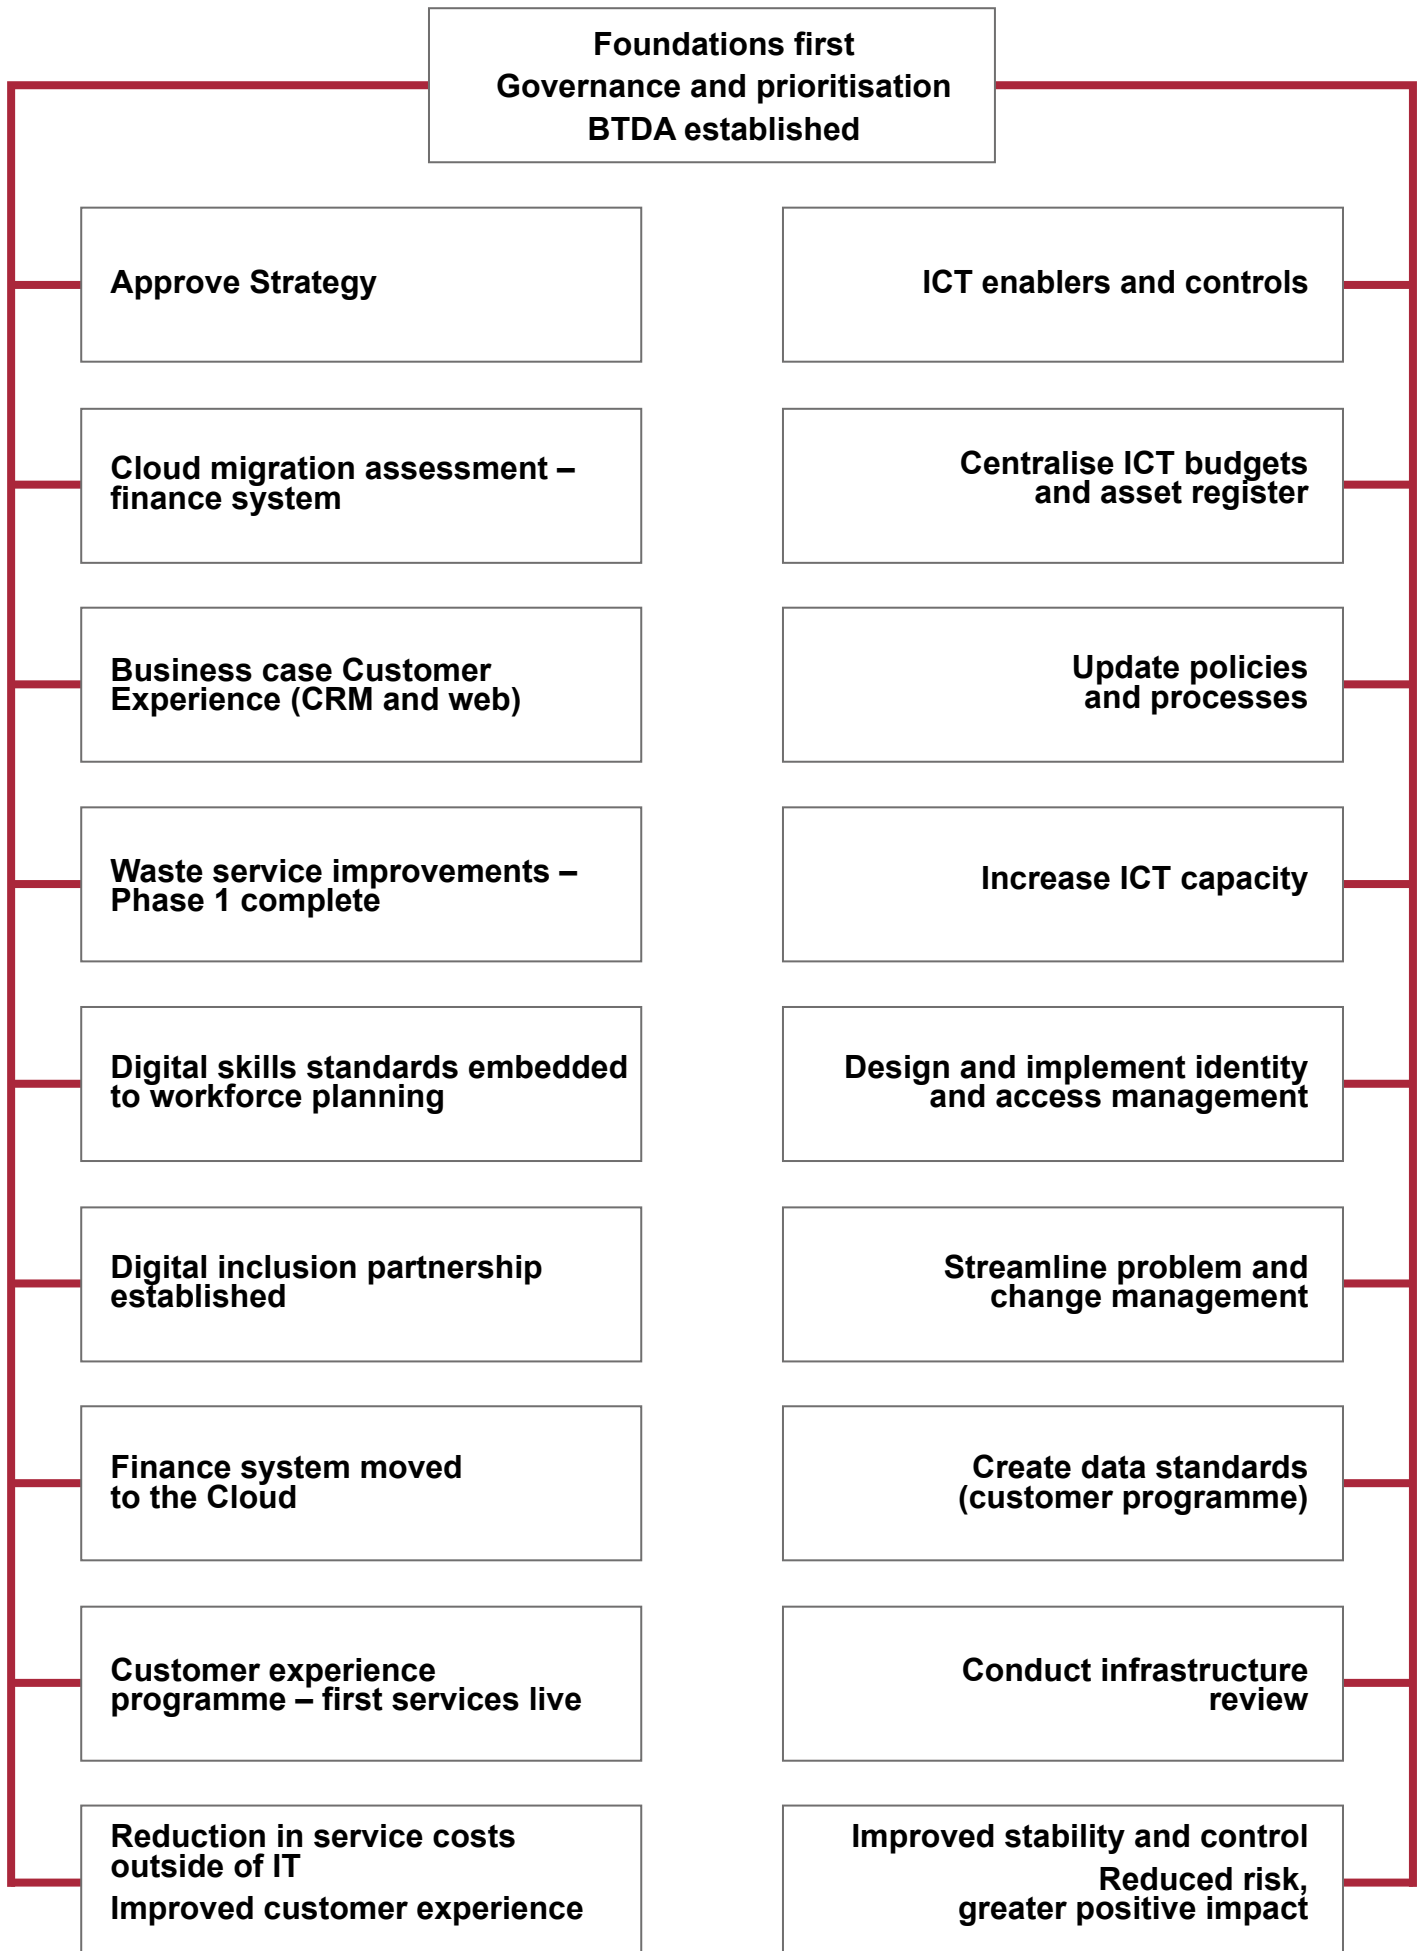 Foundations first
Governance and prioritisation
BTDA established
Approve Strategy
ICT enablers and controls
Cloud migration assessment –
finance system
Centralise ICT budgets
and asset register
Business case Customer
Experience (CRM and web)
Update policies
and processes
Waste service improvements –
Phase 1 complete
Increase ICT capacity
Digital skills standards embedded
to workforce planning
Design and implement identity
and access management
Digital inclusion partnership
established
Streamline problem and
change management
Finance system moved
to the Cloud
Create data standards
(customer programme)
Customer experience
programme – first services live
Conduct infrastructure
review
Reduction in service costs
outside of IT
Improved customer experience
Improved stability and control
Reduced risk,
greater positive impact